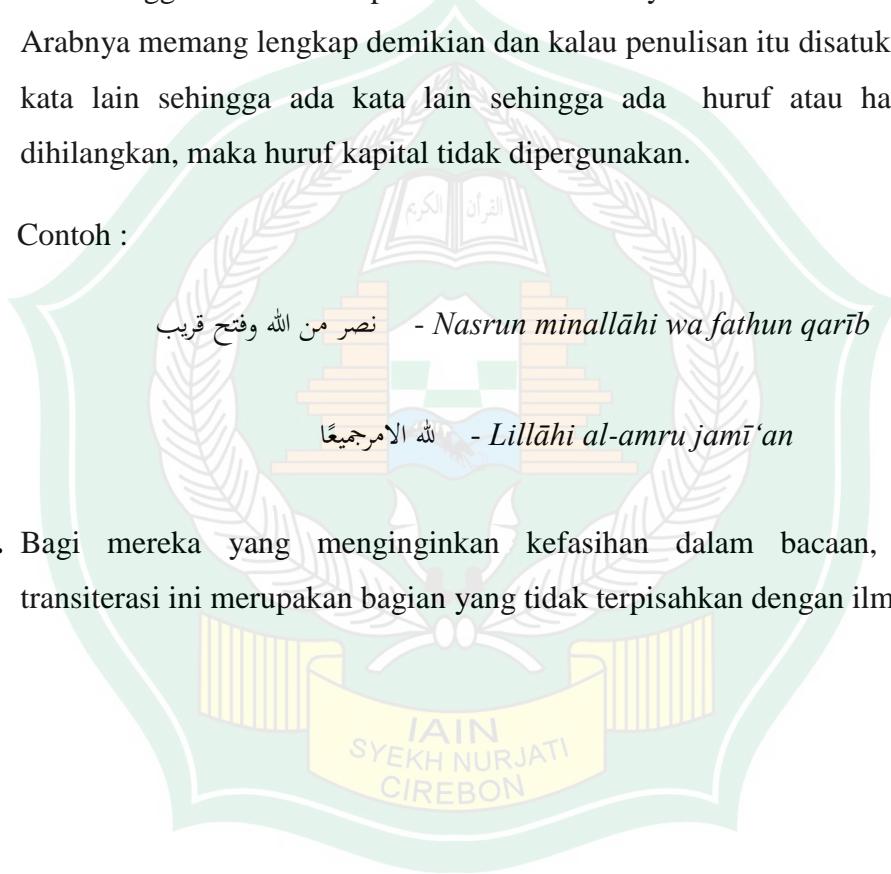 Arabnya memang lengkap demikian dan kalau penulisan itu disatuk
kata lain sehingga ada kata lain sehingga ada huruf atau ha
dihilangkan, maka huruf kapital tidak dipergunakan.
القرآن الكريم
Contoh :
نصر من الله وفتح قريب - Nasrun minallāhi wa fathun qarīb
لله الامرجميعًا - Lillāhi al-amru jamī‘an
. Bagi mereka yang menginginkan kefasihan dalam bacaan,
transiterasi ini merupakan bagian yang tidak terpisahkan dengan ilm
IAIN
SYEKH NURJATI
CIREBON